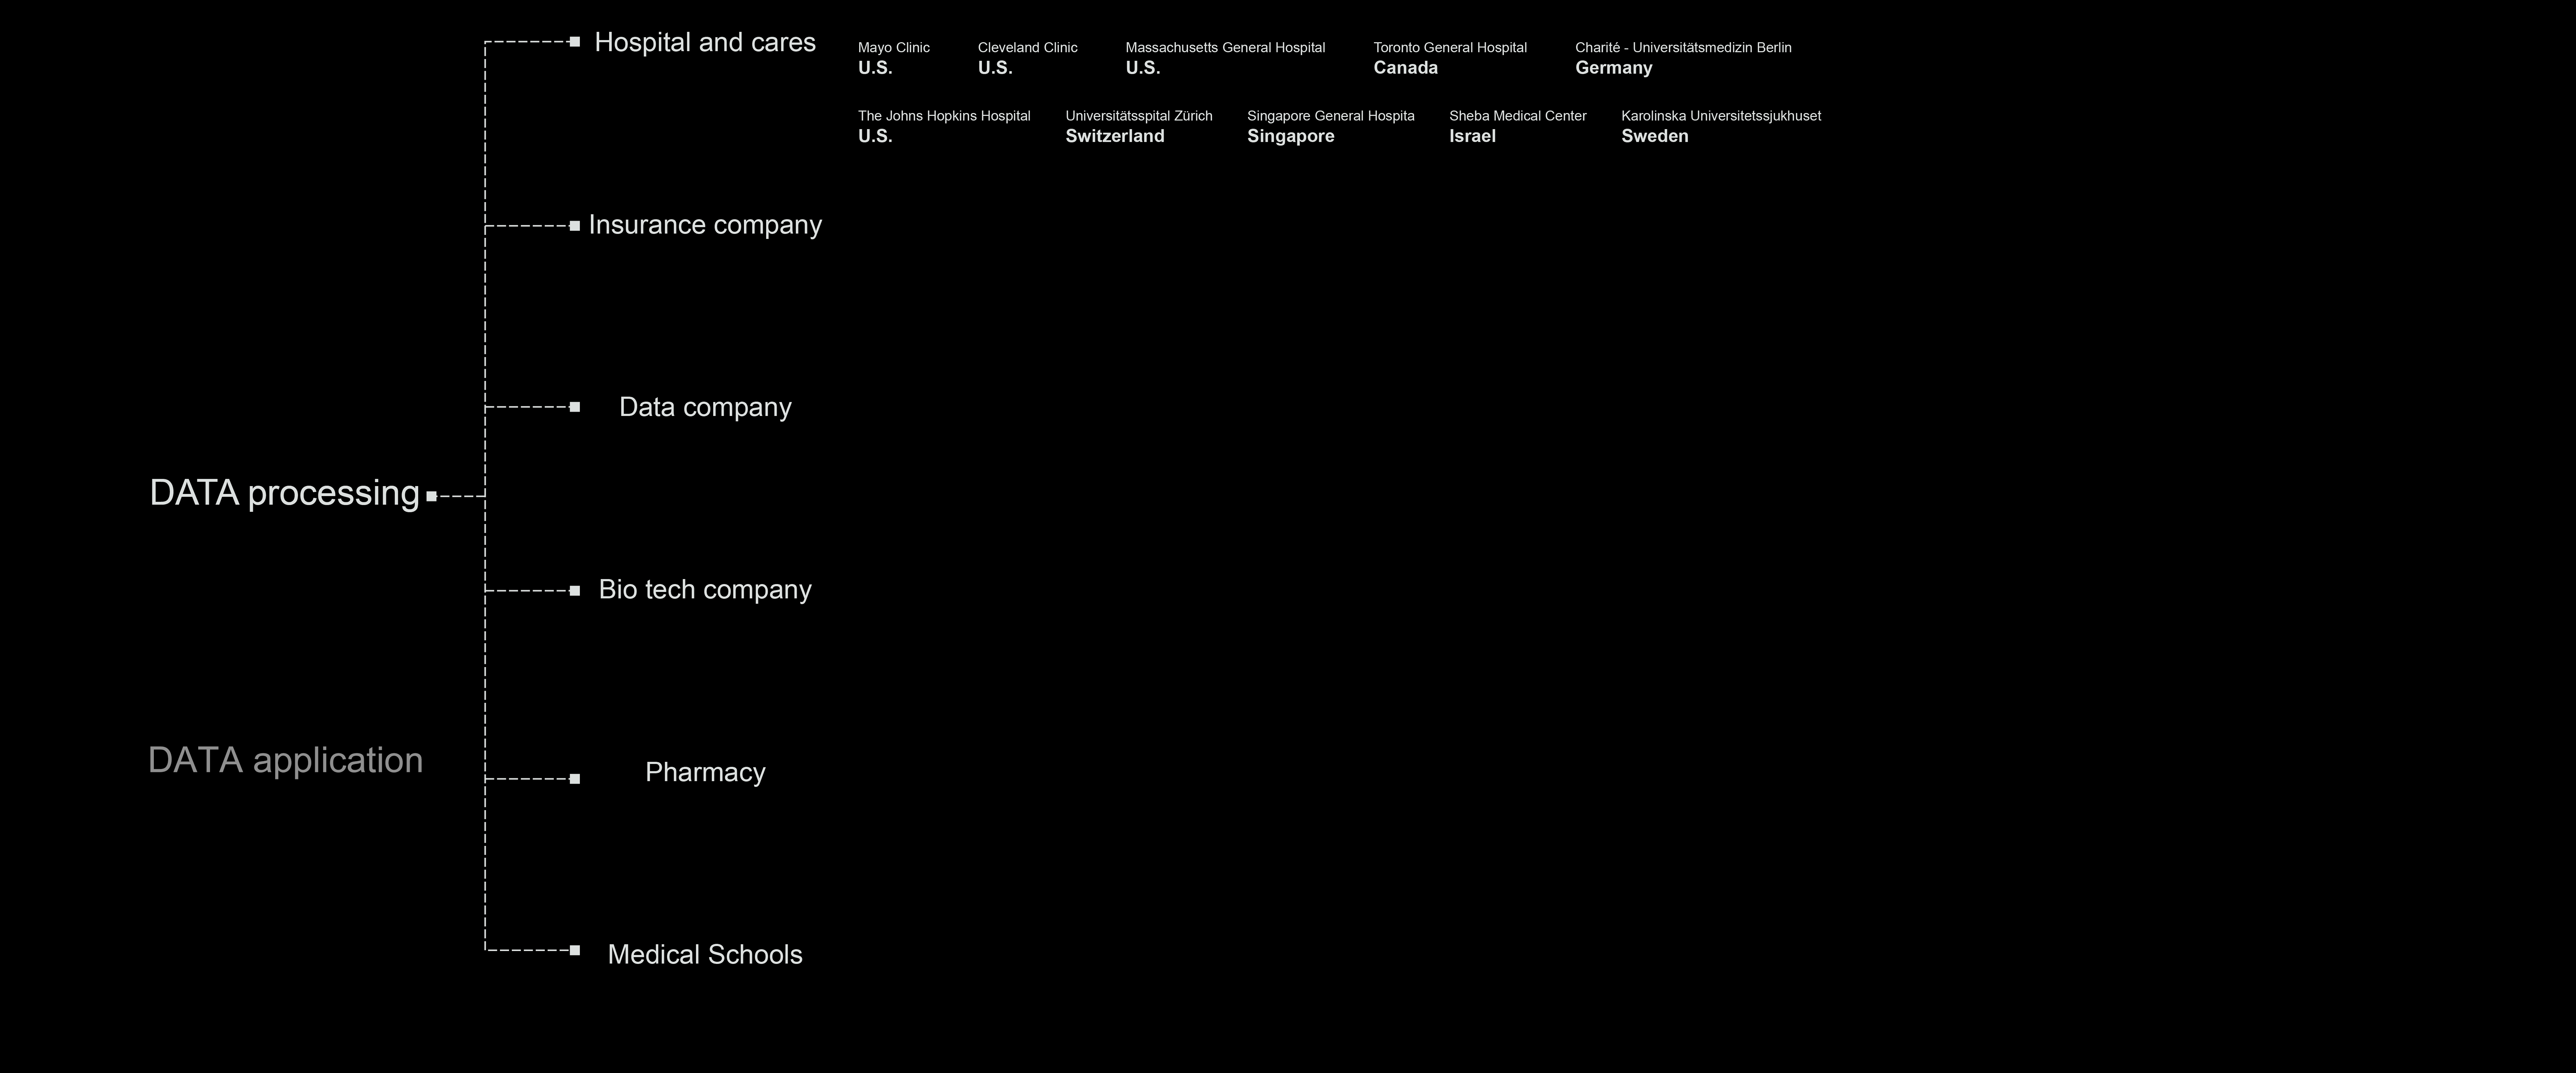 Hospital and cares
Mayo Clinic Cleveland Clinic Massachusetts General Hospital Toronto General Hospital Charité - Universitätsmedizin Berlin
U.S. U.S. U.S. Canada Germany
The Johns Hopkins Hospital Universitätsspital Zürich Singapore General Hospita Sheba Medical Center Karolinska Universitetssjukhuset
U.S. Switzerland Singapore Israel Sweden
Insurance company
Data company
DATA processing
Bio tech company
DATA application
Pharmacy
Medical Schools